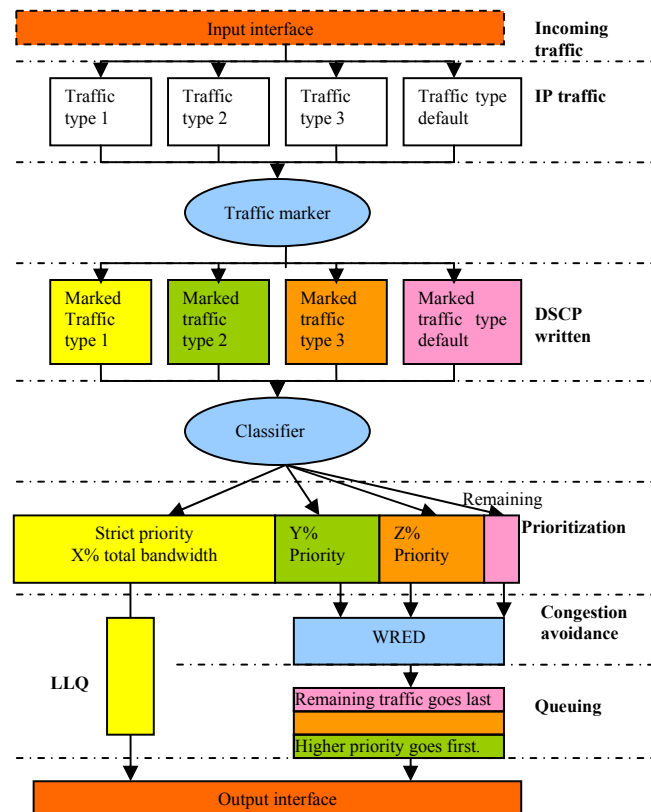 Input interface
Incoming
traffic
Traffic
type 1
Traffic
type 2
Traffic
type 3
Traffic type
default
IP traffic
Traffic marker
Marked
Traffic
type 1
Marked
traffic
type 2
Marked
traffic
type 3
Marked
traffic type
default
DSCP
written
Classifier
Remaining
Strict priority
X% total bandwidth
Y%
Priority
Z%
Priority
Prioritization
WRED
Congestion
avoidance
LLQ
Remaining traffic goes last
Higher priority goes first.
Queuing
Output interface